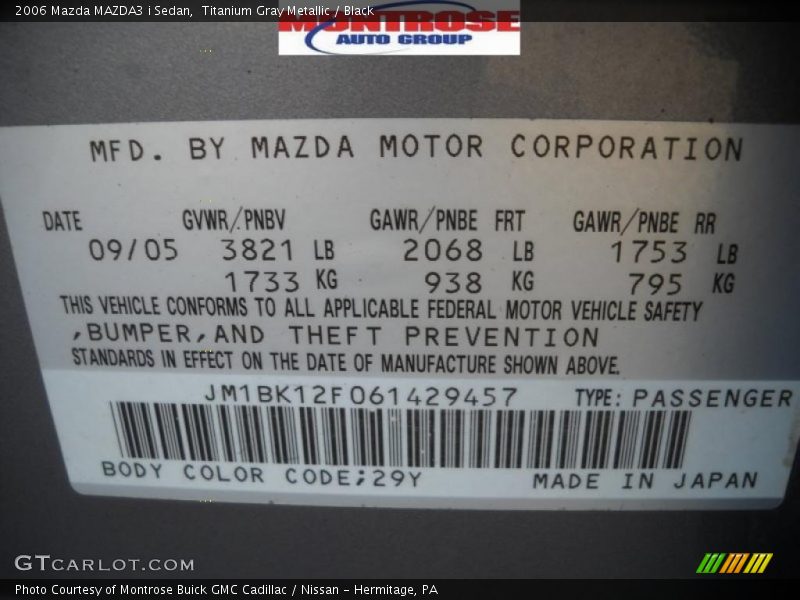 2006 Mazda MAZDA3 i Sedan, Titanium Gray Metallic / Black
MONTROSE
AUTO GROUP
MFD. BY MAZDA MOTOR CORPORATION
DATE GVWR/PNBV GAWR/PNBE FRT GAWR/PNBE RR
09/05 3821 LB 2068 LB 1753 LB
1733 KG 938 KG 795 KG
THIS VEHICLE CONFORMS TO ALL APPLICABLE FEDERAL MOTOR VEHICLE SAFETY
,BUMPER,AND THEFT PREVENTION
STANDARDS IN EFFECT ON THE DATE OF MANUFACTURE SHOWN ABOVE.
JM1BK12F061429457 TYPE: PASSENGER
BODY COLOR CODE;29Y MADE IN JAPAN
GTCARLOT.COM
Photo Courtesy of Montrose Buick GMC Cadillac / Nissan - Hermitage, PA